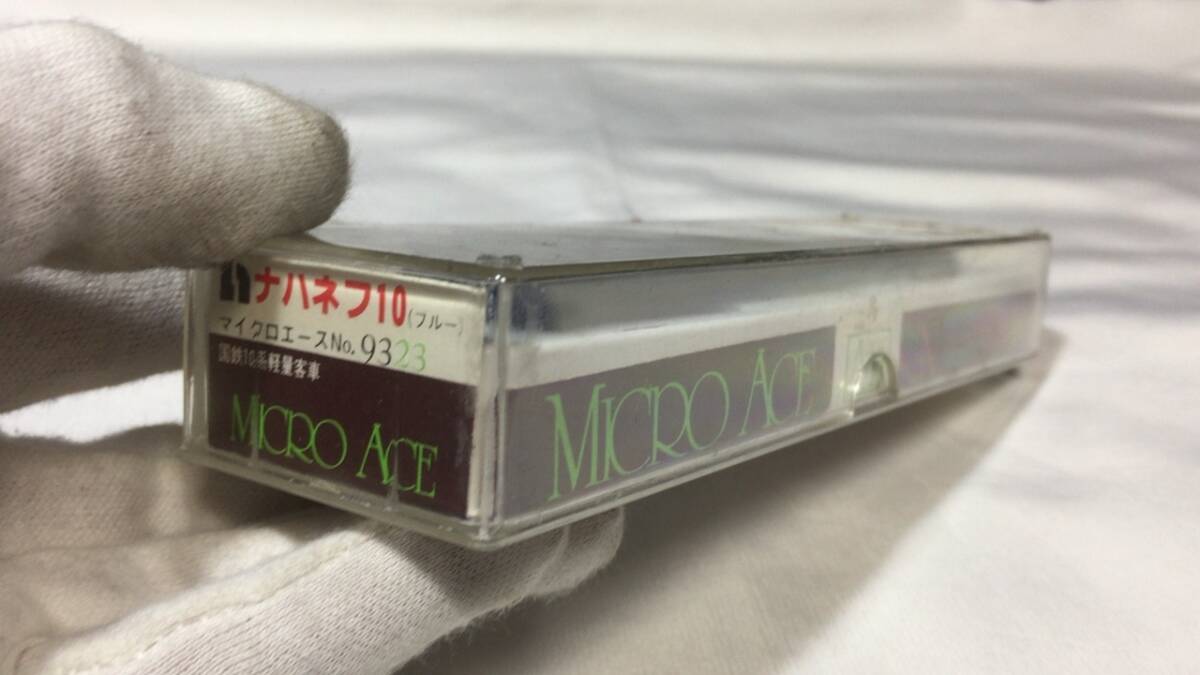 ナハネフ10(ブルー)
マイクロエースNo.9323
国鉄10系軽量客車
MICRO ACE
MICRO ACE